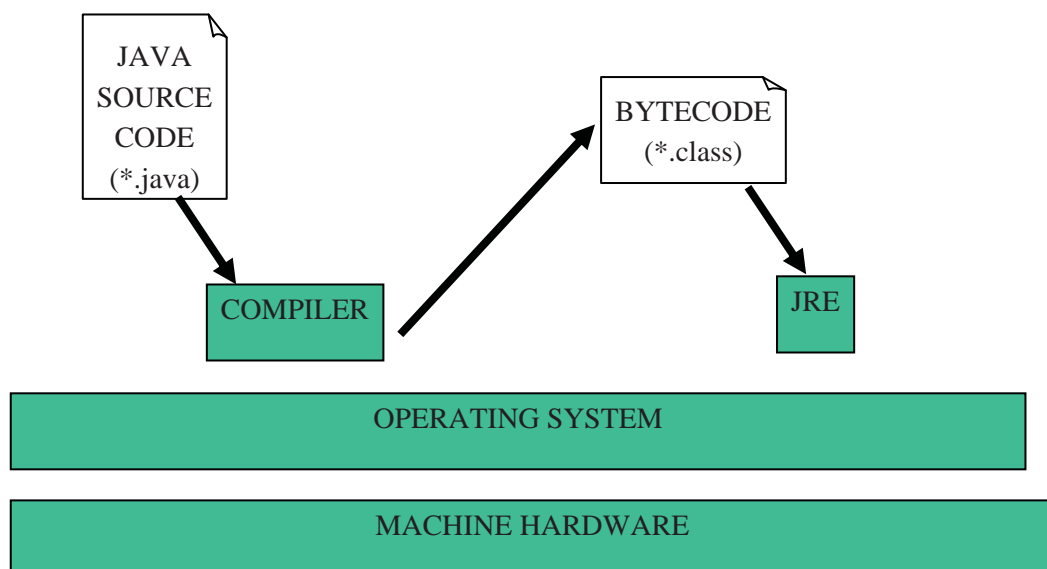 JAVA
SOURCE
CODE
(*.java)
BYTECODE
(*.class)
COMPILER
JRE
OPERATING SYSTEM
MACHINE HARDWARE